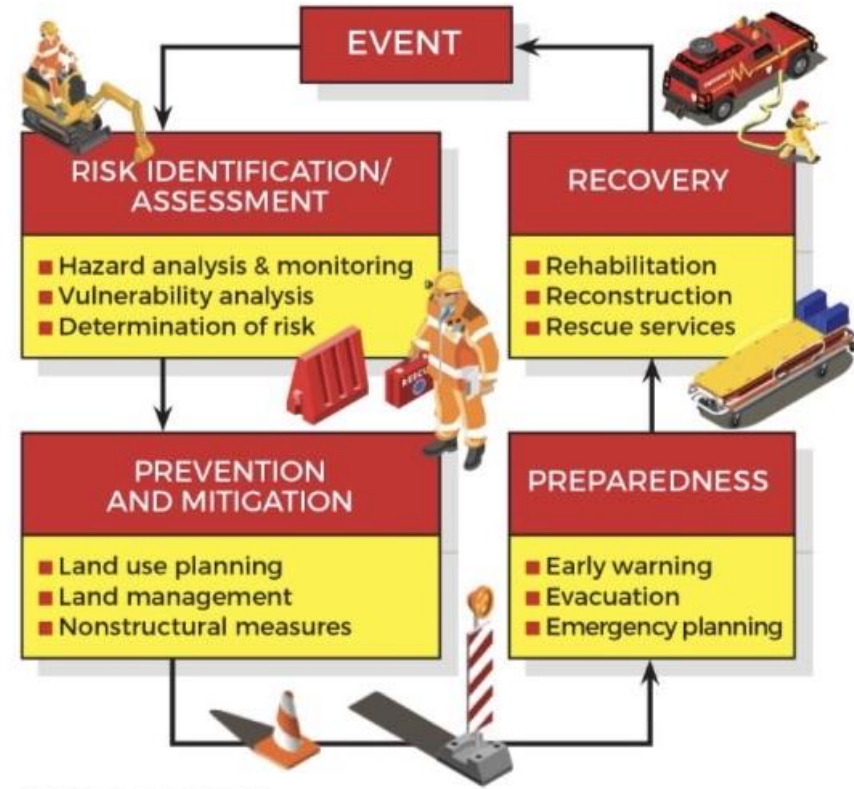 EVENT
RISK IDENTIFICATION/
ASSESSMENT
■ Hazard analysis & monitoring
■ Vulnerability analysis
■ Determination of risk
PREVENTION
AND MITIGATION
■ Land use planning
■ Land management
■ Nonstructural measures
PREPAREDNESS
■ Early warning
■ Evacuation
■ Emergency planning
RECOVERY
■ Rehabilitation
■ Reconstruction
■ Rescue services